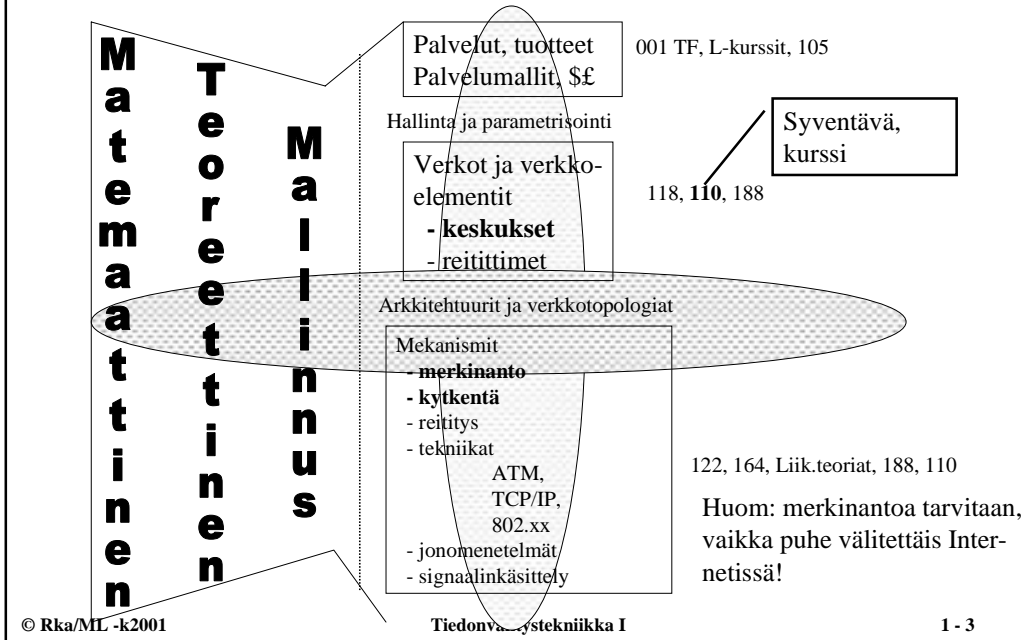 Matemaattinen
Teoreettinen
Mallinnus
Palvelut, tuotteet
Palvelumallit, $£
001 TF, L-kurssit, 105
Hallinta ja parametrisointi
Syventävä,
kurssi
Verkot ja verkko-
elementit
- keskukset
- reitittimet
118, 110, 188
Arkkitehtuurit ja verkkotopologiat
Mekanismit
- merkinanto
- kytkentä
- reititys
- tekniikat
ATM,
TCP/IP,
802.xx
- jonomenetelmät
- signaalinkäsittely
122, 164, Liik.teoriat, 188, 110
Huom: merkinantoa tarvitaan,
vaikka puhe välitettäis Inter-
netissä!
© Rka/ML -k2001
Tiedonvälitystekniikka I
1 - 3